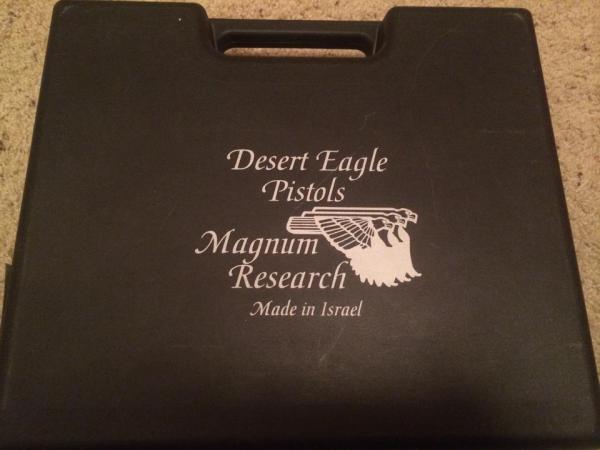 Desert Eagle
Pistols
Magnum
Research
Made in Israel